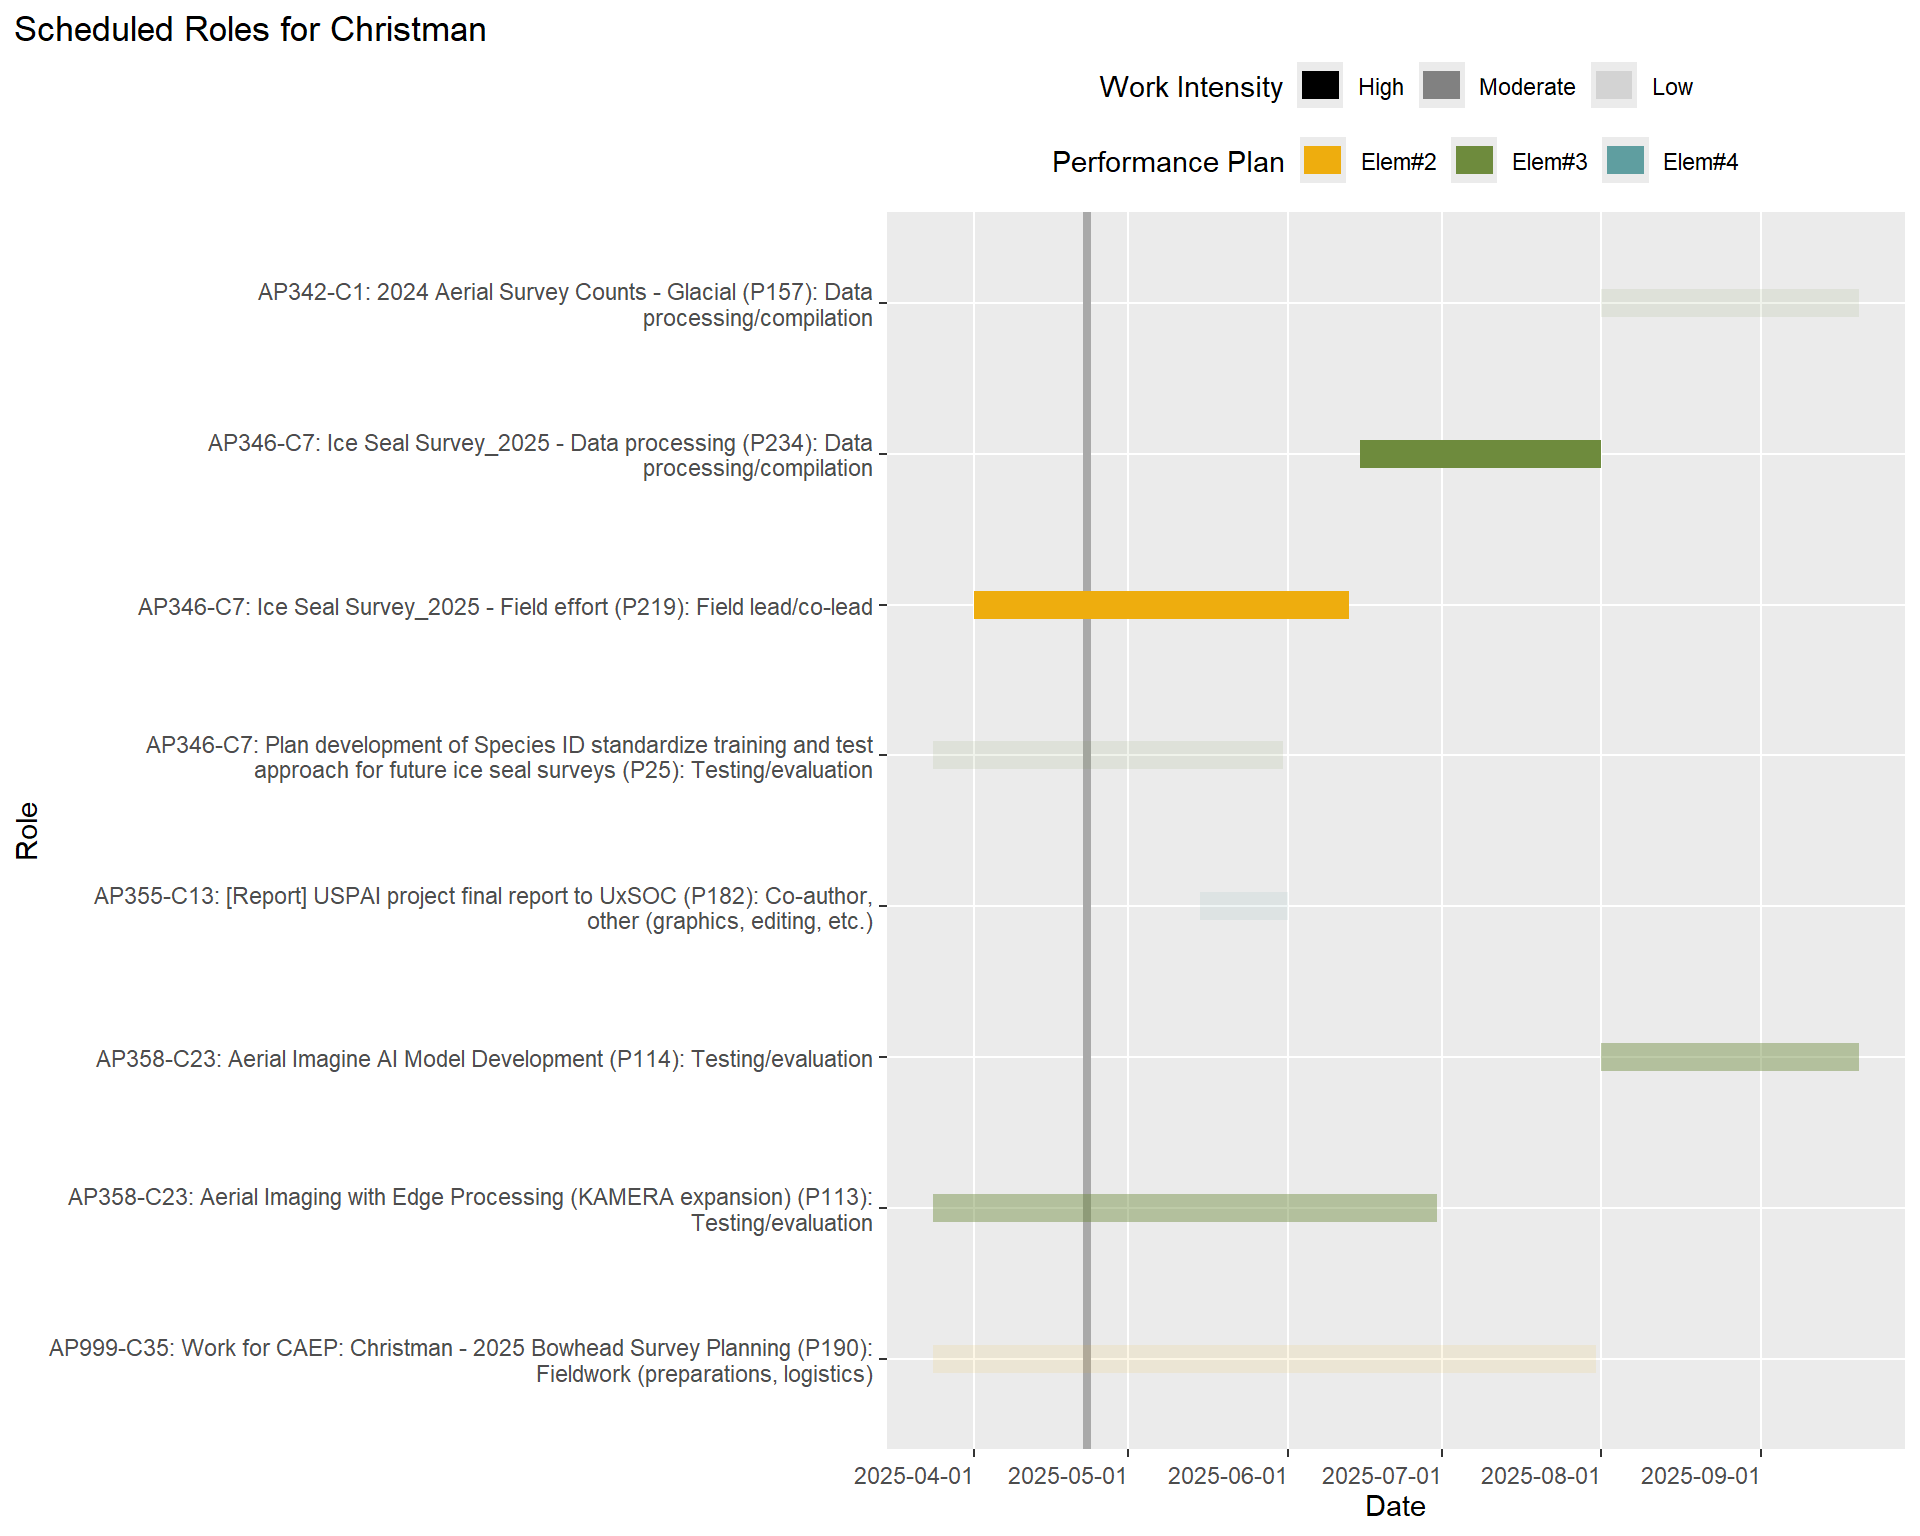 Scheduled Roles for Christman
Work Intensity High Moderate Low
Performance Plan Elem#2 Elem#3 Elem#4
AP342-C1: 2024 Aerial Survey Counts - Glacial (P157): Data
processing/compilation
AP346-C7: Ice Seal Survey_2025 - Data processing (P234): Data
processing/compilation
AP346-C7: Ice Seal Survey_2025 - Field effort (P219): Field lead/co-lead
AP346-C7: Plan development of Species ID standardize training and test
approach for future ice seal surveys (P25): Testing/evaluation
Role
AP355-C13: [Report] USPAI project final report to UxSOC (P182): Co-author,
other (graphics, editing, etc.)
AP358-C23: Aerial Imagine AI Model Development (P114): Testing/evaluation
AP358-C23: Aerial Imaging with Edge Processing (KAMERA expansion) (P113):
Testing/evaluation
AP999-C35: Work for CAEP: Christman - 2025 Bowhead Survey Planning (P190):
Fieldwork (preparations, logistics)
2025-04-01 2025-05-01 2025-06-01 2025-07-01 2025-08-01 2025-09-01
Date